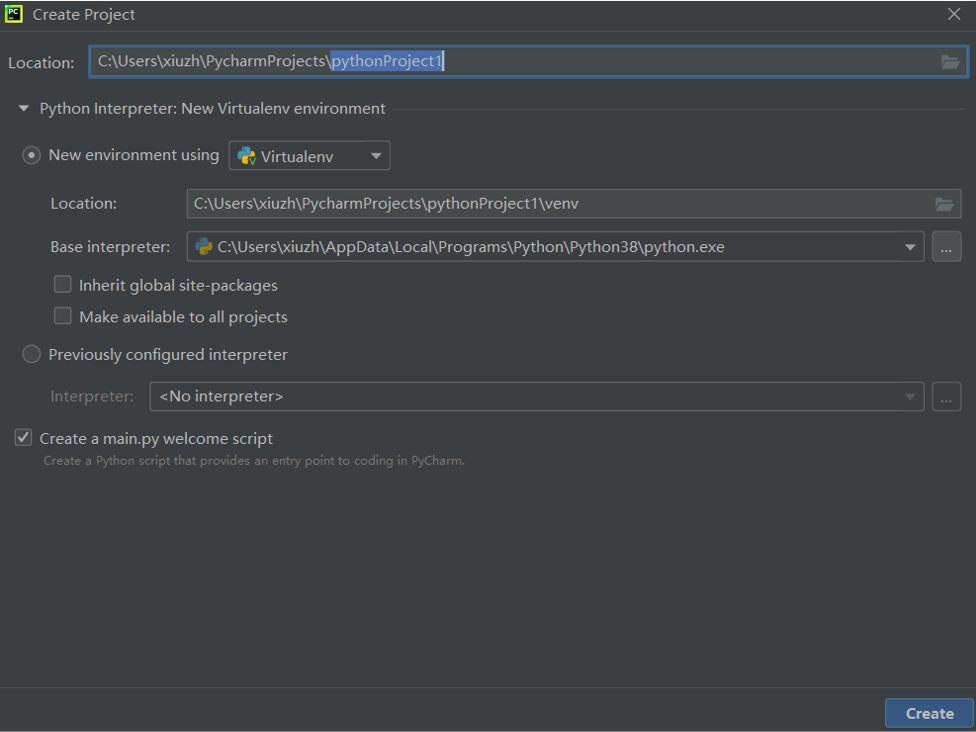 PC Create Project
Location: C:\Users\xiuzh\PycharmProjects\pythonProject1
Python Interpreter: New Virtualenv environment
New environment using Virtualenv
Location: C:\Users\xiuzh\PycharmProjects\pythonProject1\venv
Base interpreter: C:\Users\xiuzh\AppData\Local\Programs\Python\Python38\python.exe ...
Inherit global site-packages
Make available to all projects
Previously configured interpreter
Interpreter: <No interpreter> ...
Create a main.py welcome script
Create a Python script that provides an entry point to coding in PyCharm.
Create